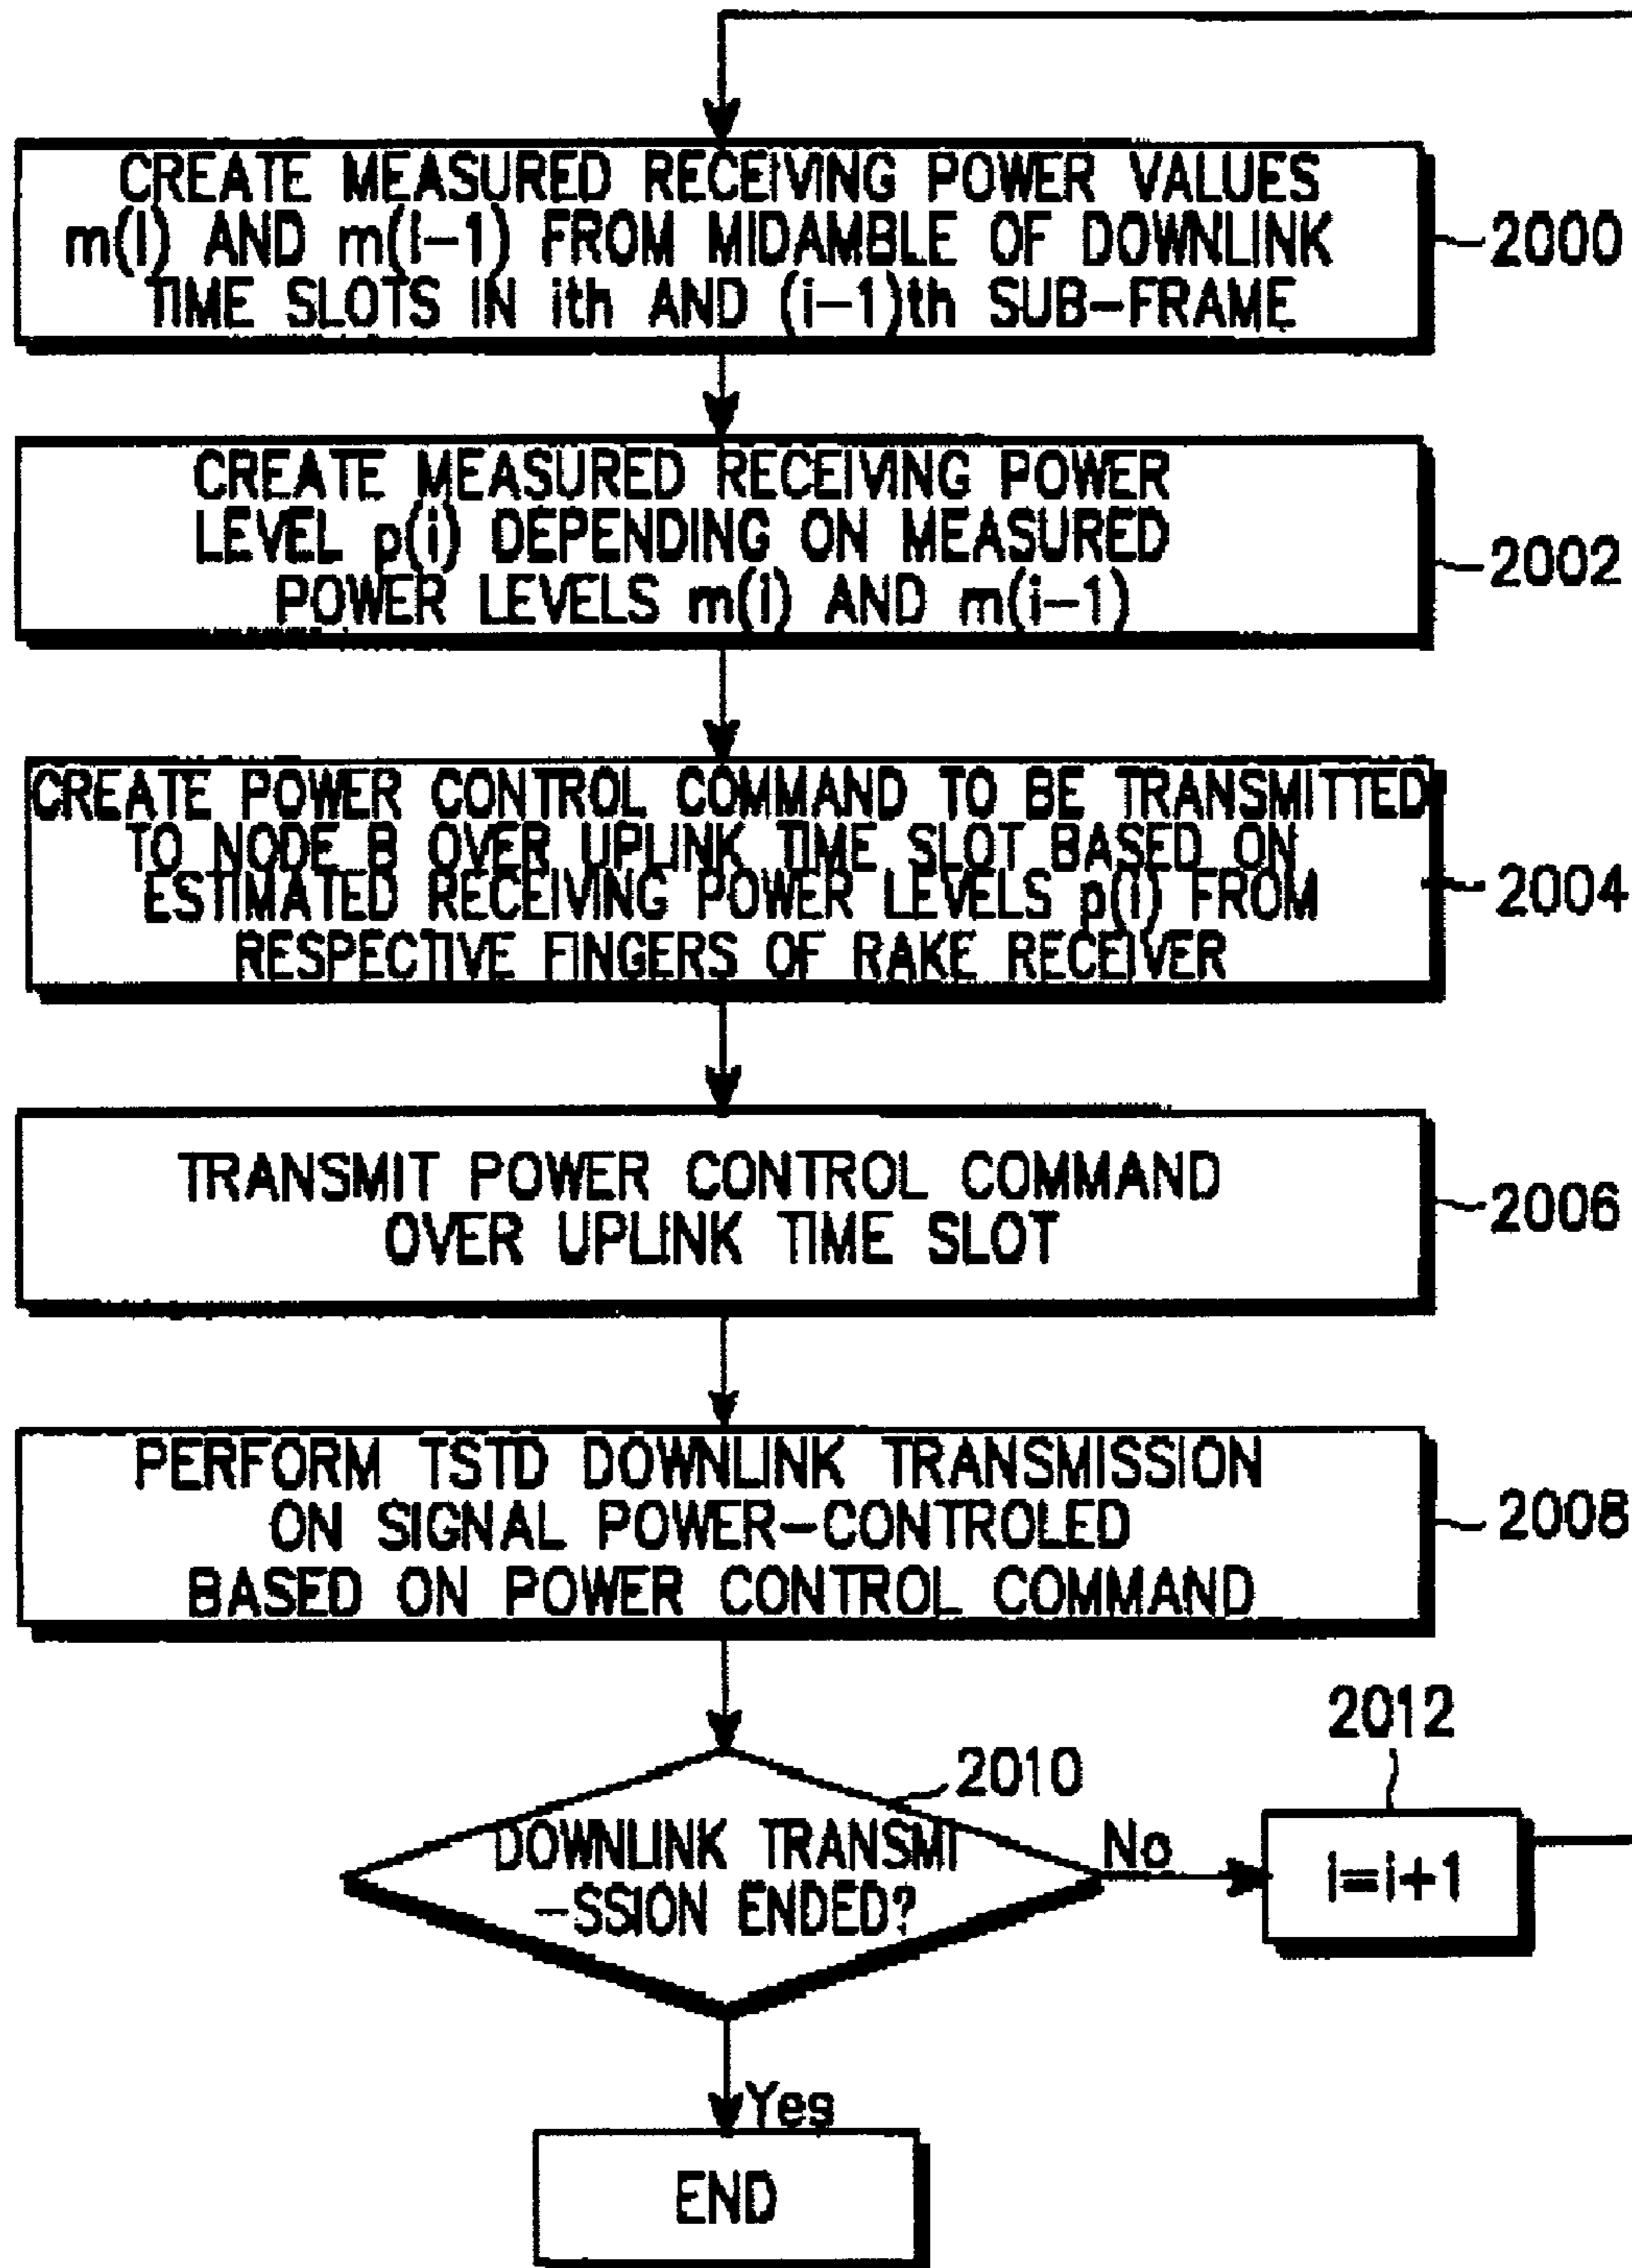 CREATE MEASURED RECEIVING POWER VALUES
m(i) AND m(i-1) FROM MIDAMBLE OF DOWNLINK
TIME SLOTS IN ith AND (i-1)th SUB-FRAME
2000
CREATE MEASURED RECEIVING POWER
LEVEL p(i) DEPENDING ON MEASURED
POWER LEVELS m(i) AND m(i-1)
2002
CREATE POWER CONTROL COMMAND TO BE TRANSMITTED
TO NODE B OVER UPLINK TIME SLOT BASED ON
ESTIMATED RECEIVING POWER LEVELS p(i) FROM
RESPECTIVE FINGERS OF RAKE RECEIVER
2004
TRANSMIT POWER CONTROL COMMAND
OVER UPLINK TIME SLOT
2006
PERFORM TSTD DOWNLINK TRANSMISSION
ON SIGNAL POWER-CONTROLED
BASED ON POWER CONTROL COMMAND
2008
2010
DOWNLINK TRANSMI
-SSION ENDED?
No
2012
i=i+1
Yes
END